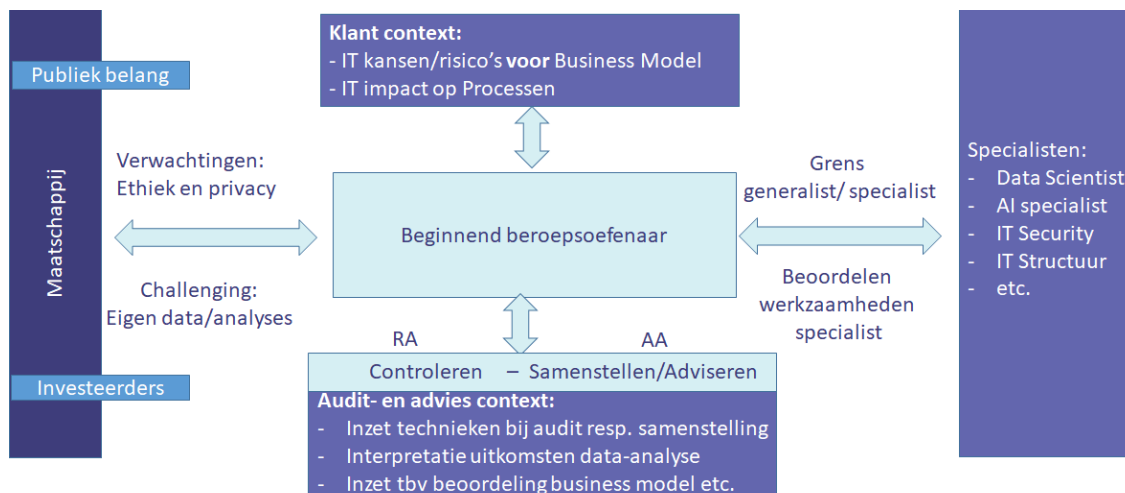 Klant context:
- IT kansen/risico's voor Business Model
- IT impact op Processen
Publiek belang
Maatschappij
Investeerders
Verwachtingen:
Ethiek en privacy
Challenging:
Eigen data/analyses
Beginnend beroepsoefenaar
Grens
generalist/ specialist
Beoordelen
werkzaamheden
specialist
Specialisten:
- Data Scientist
- AI specialist
- IT Security
- IT Structuur
- etc.
RA AA
Controleren – Samenstellen/Adviseren
Audit- en advies context:
- Inzet technieken bij audit resp. samenstelling
- Interpretatie uitkomsten data-analyse
- Inzet tbv beoordeling business model etc.